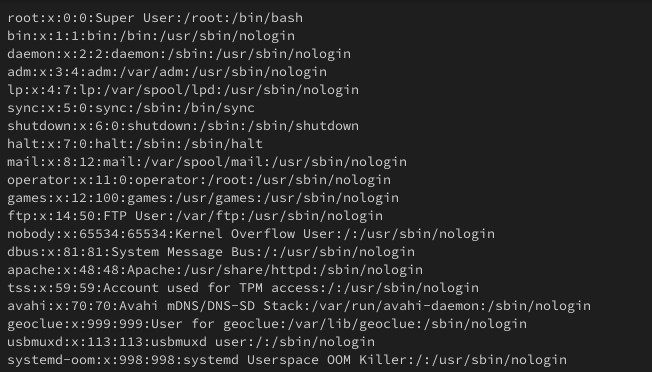 root:x:0:0:Super User:/root:/bin/bash
bin:x:1:1:bin:/bin:/usr/sbin/nologin
daemon:x:2:2:daemon:/sbin:/usr/sbin/nologin
adm:x:3:4:adm:/var/adm:/usr/sbin/nologin
lp:x:4:7:lp:/var/spool/lpd:/usr/sbin/nologin
sync:x:5:0:sync:/sbin:/bin/sync
shutdown:x:6:0:shutdown:/sbin:/sbin/shutdown
halt:x:7:0:halt:/sbin:/sbin/halt
mail:x:8:12:mail:/var/spool/mail:/usr/sbin/nologin
operator:x:11:0:operator:/root:/usr/sbin/nologin
games:x:12:100:games:/usr/games:/usr/sbin/nologin
ftp:x:14:50:FTP User:/var/ftp:/usr/sbin/nologin
nobody:x:65534:65534:Kernel Overflow User:/:/usr/sbin/nologin
dbus:x:81:81:System Message Bus:/:/usr/sbin/nologin
apache:x:48:48:Apache:/usr/share/httpd:/sbin/nologin
tss:x:59:59:Account used for TPM access:/:/usr/sbin/nologin
avahi:x:70:70:Avahi mDNS/DNS-SD Stack:/var/run/avahi-daemon:/sbin/nologin
geoclue:x:999:999:User for geoclue:/var/lib/geoclue:/sbin/nologin
usbmuxd:x:113:113:usbmuxd user:/:/sbin/nologin
systemd-oom:x:998:998:systemd Userspace OOM Killer:/:/usr/sbin/nologin